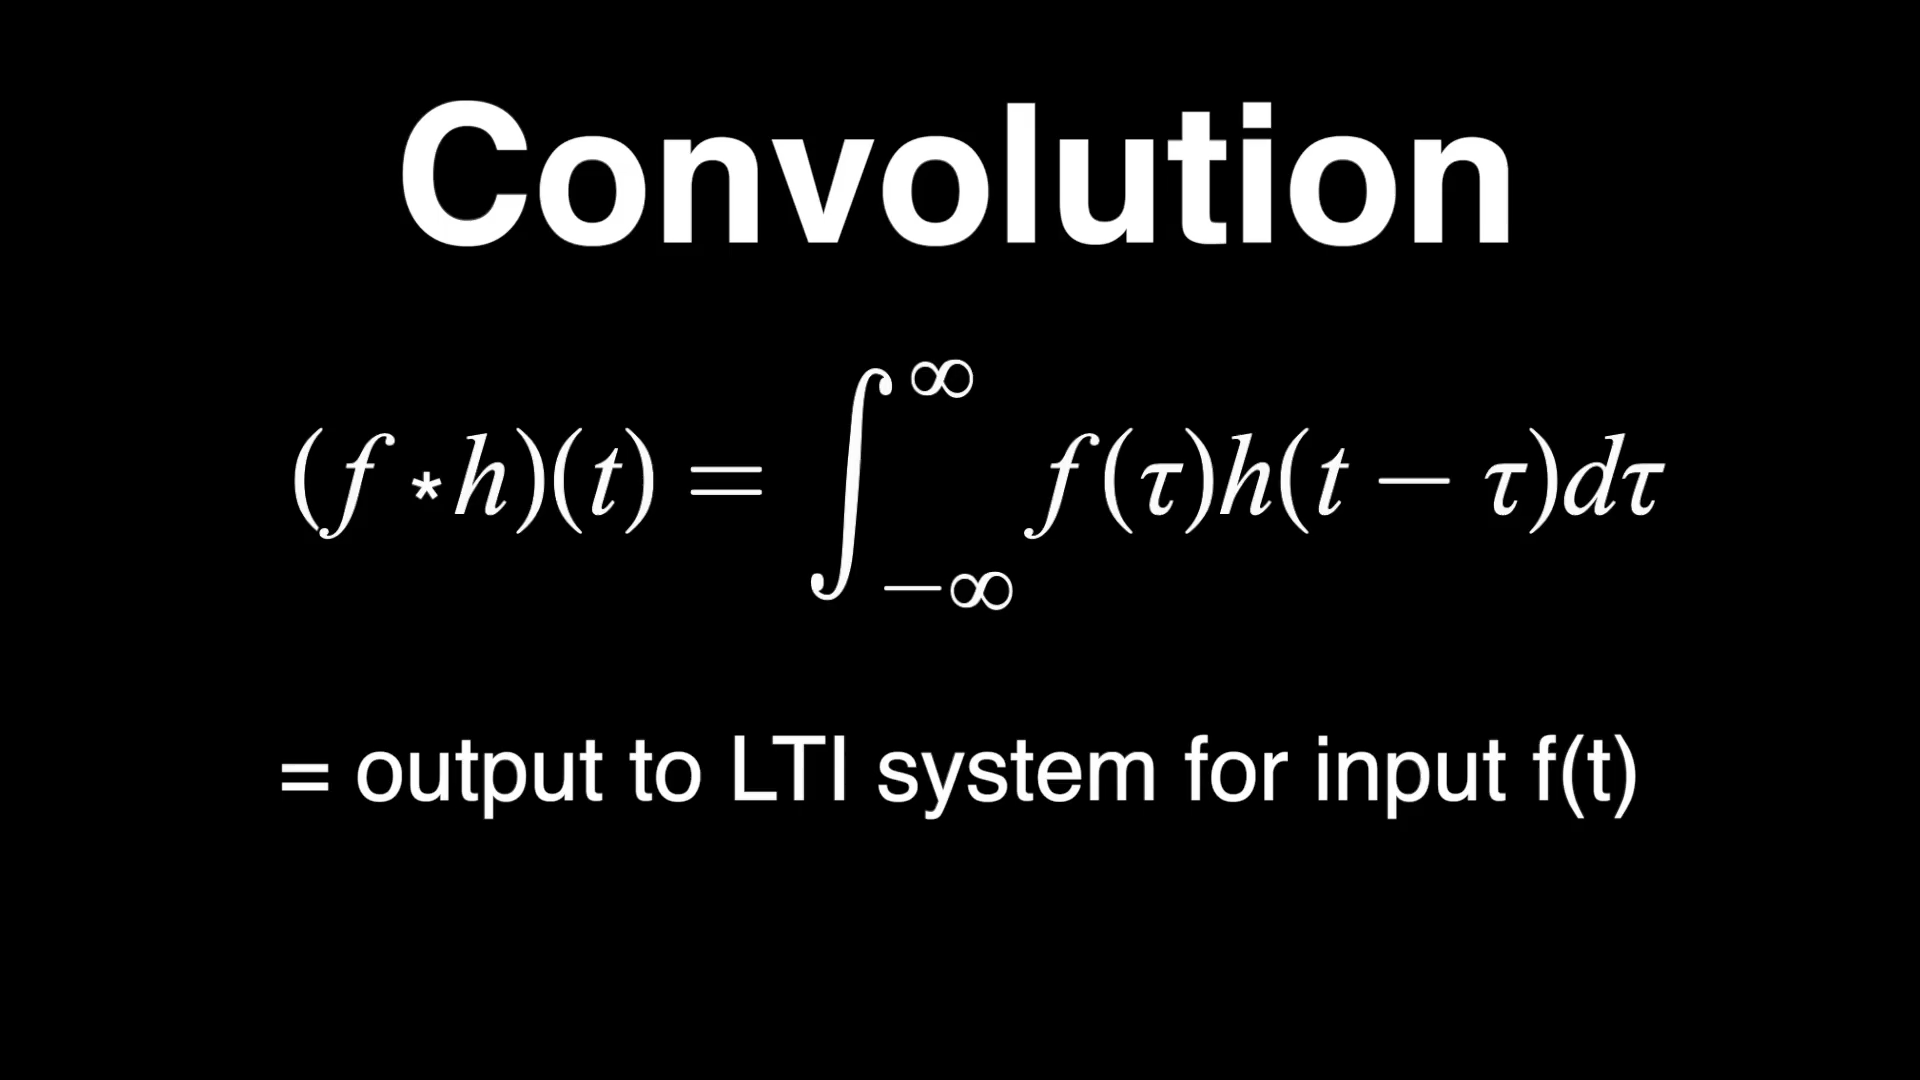 Convolution
(f * h)(t) = ∫_{-∞}^{∞} f(τ)h(t − τ)dτ
= output to LTI system for input f(t)